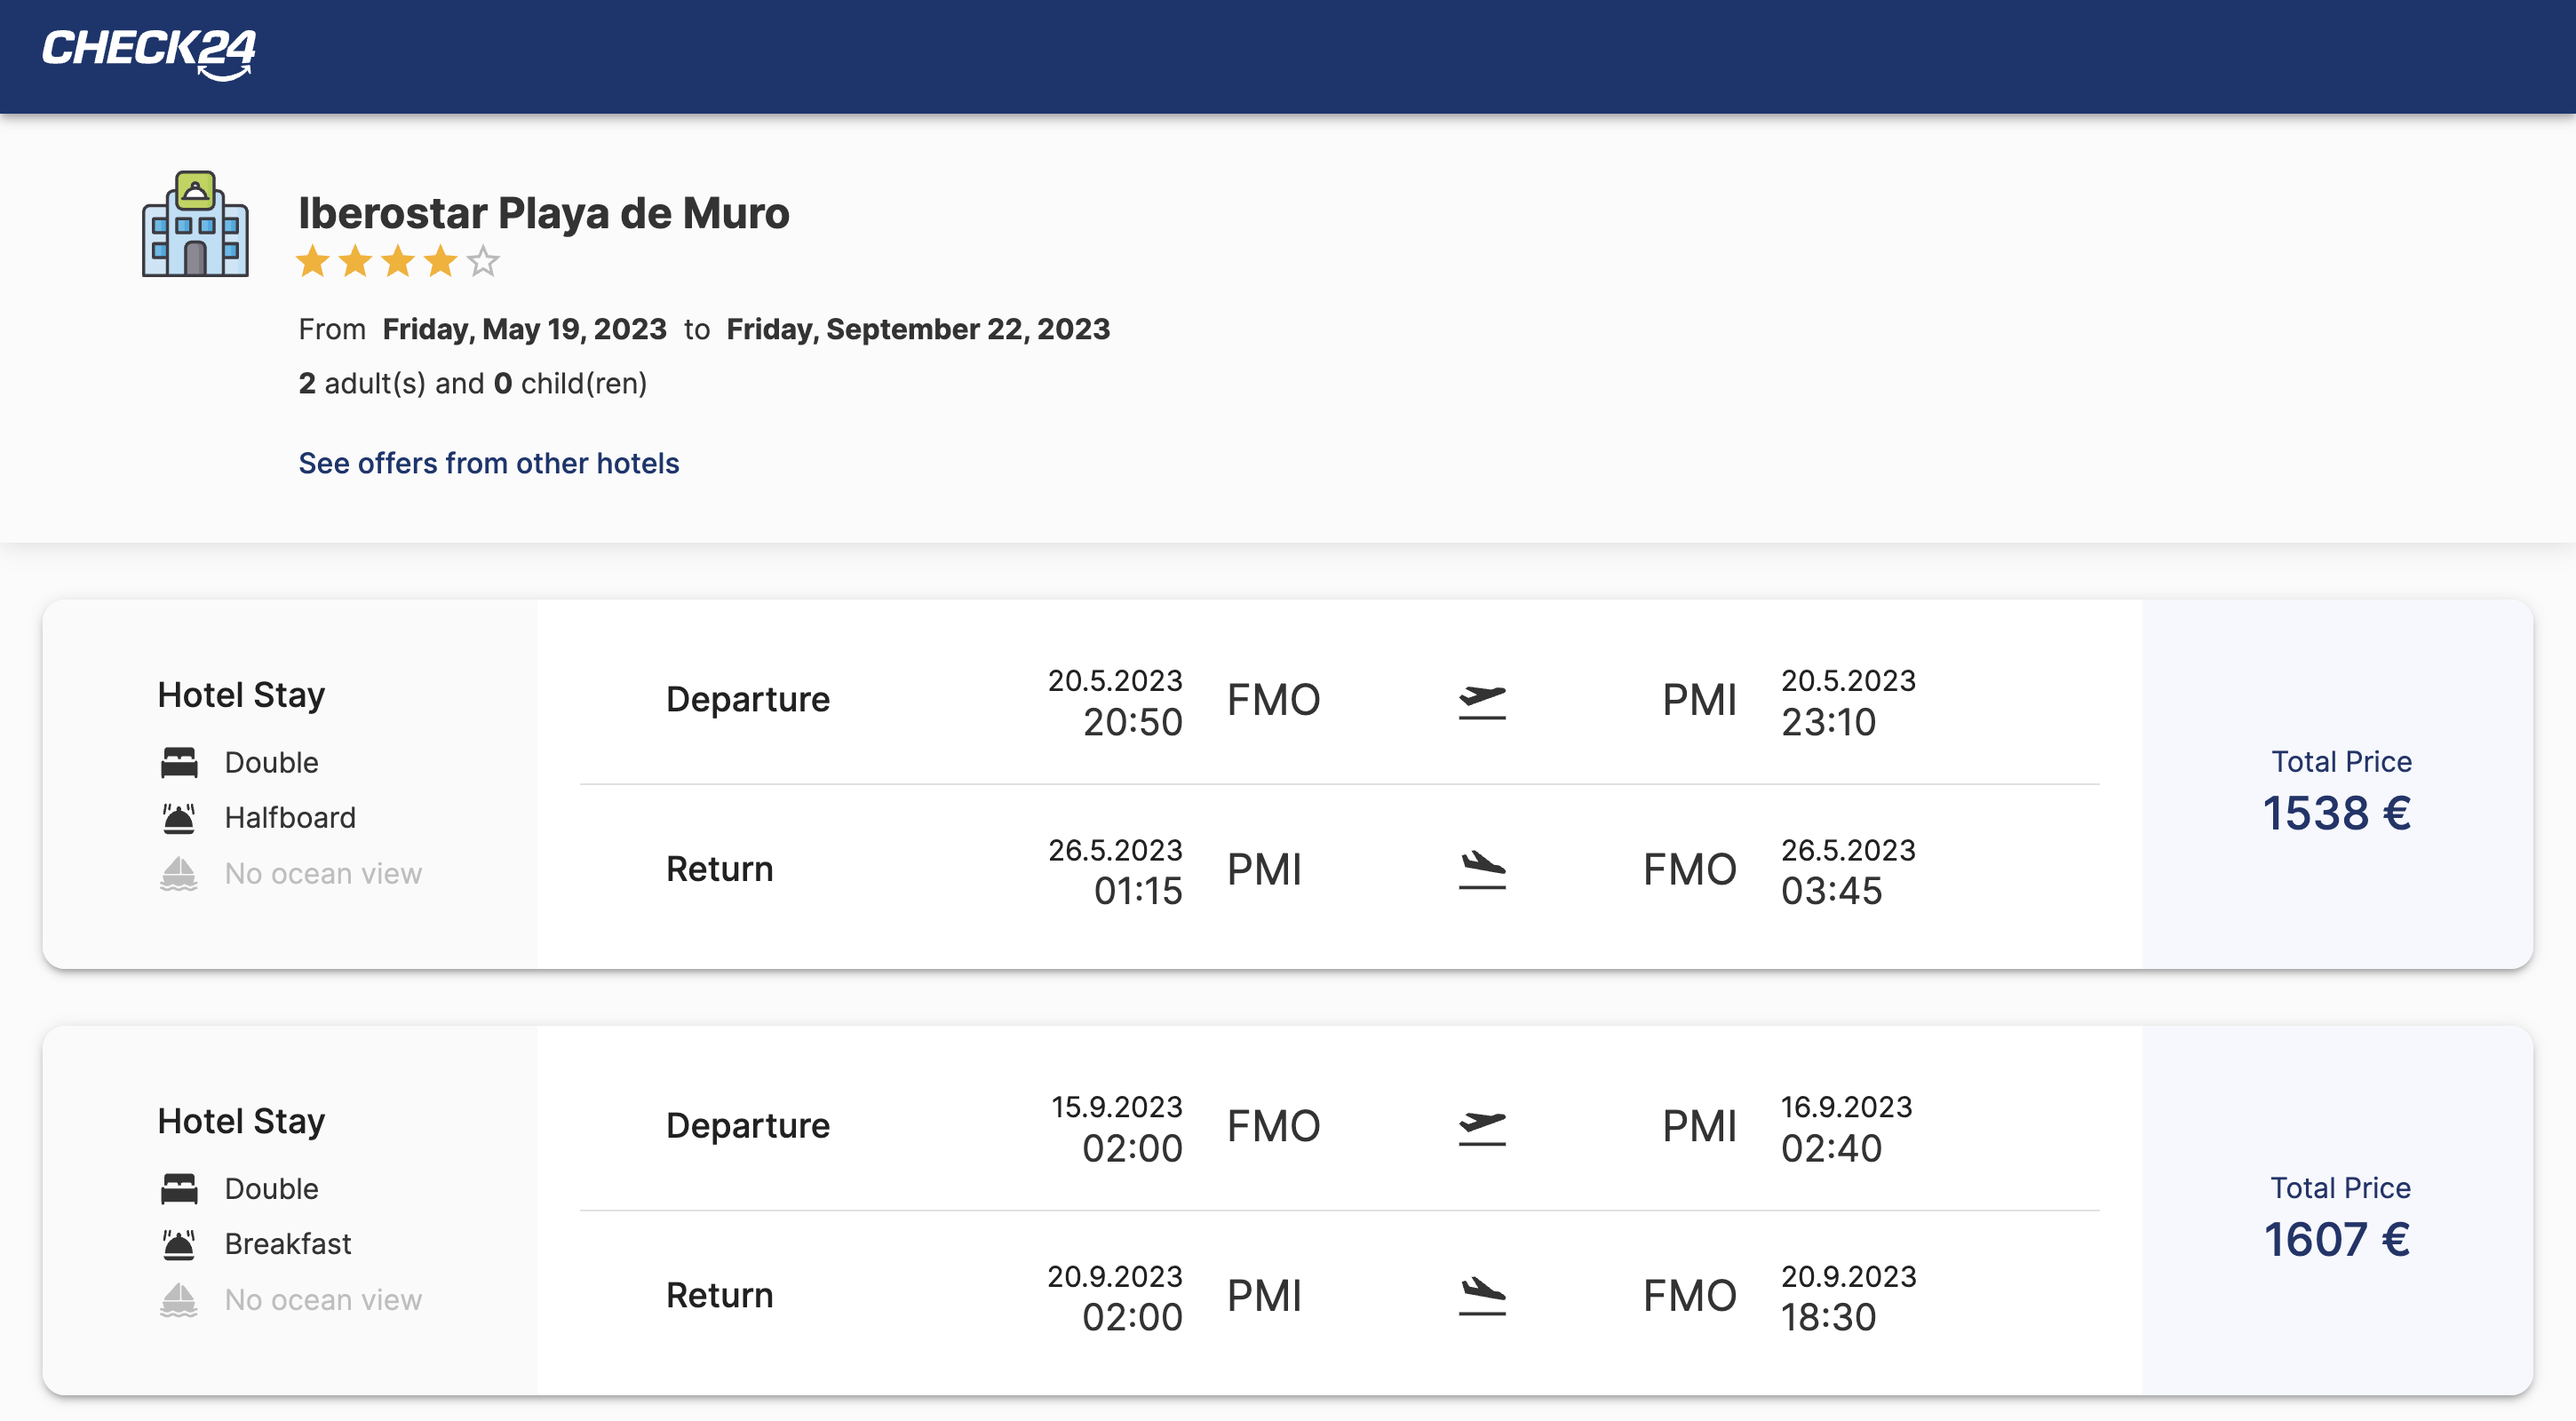 CHECK24
Iberostar Playa de Muro
From Friday, May 19, 2023 to Friday, September 22, 2023
2 adult(s) and 0 child(ren)
See offers from other hotels
Hotel Stay
Double
Halfboard
No ocean view
Departure
20.5.2023
20:50
FMO
PMI
20.5.2023
23:10
Return
26.5.2023
01:15
PMI
FMO
26.5.2023
03:45
Total Price
1538 €
Hotel Stay
Double
Breakfast
No ocean view
Departure
15.9.2023
02:00
FMO
PMI
16.9.2023
02:40
Return
20.9.2023
02:00
PMI
FMO
20.9.2023
18:30
Total Price
1607 €